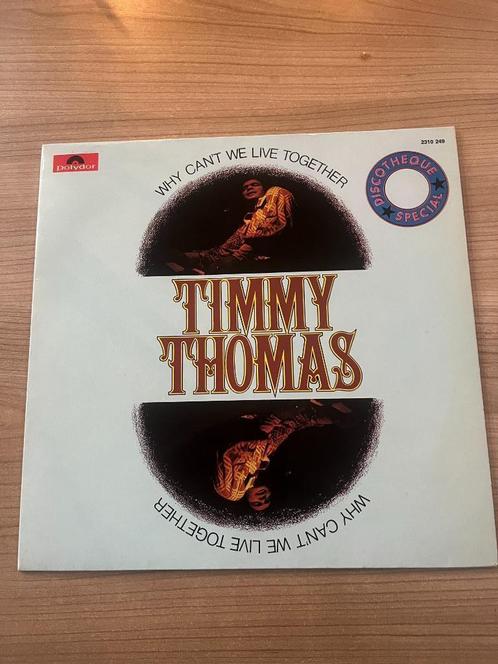 polydor
2310 249
DISCOTHEQUE
SPECIAL
WHY CAN'T WE LIVE TOGETHER
TIMMY
THOMAS
WHY CAN'T WE LIVE TOGETHER